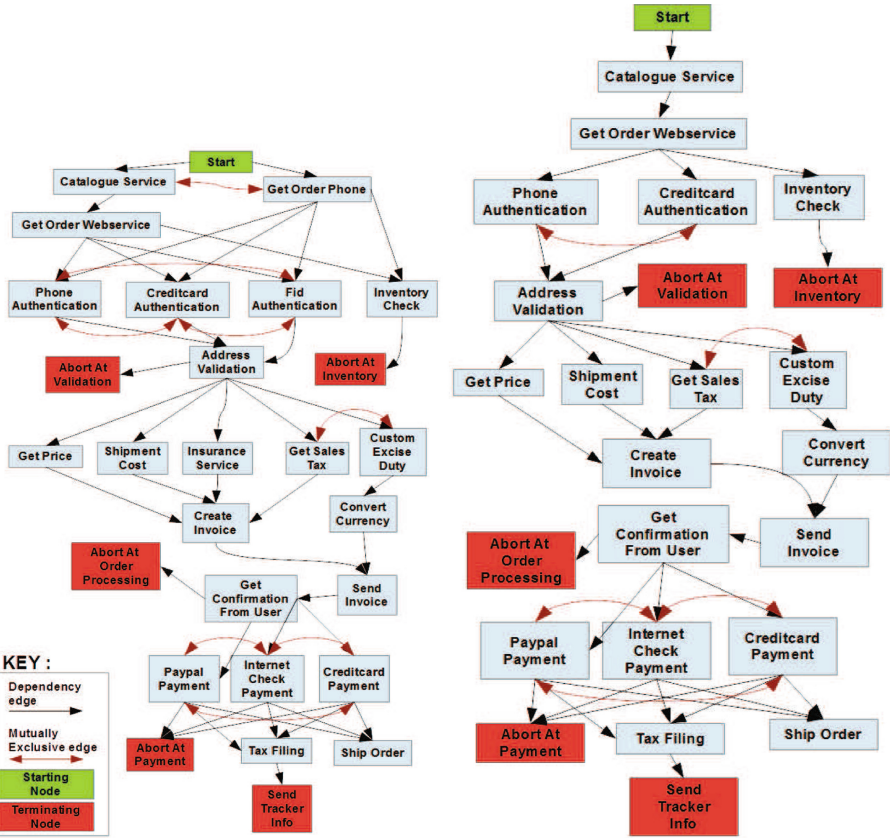 Start
Catalogue Service
Get Order Phone
Get Order Webservice
Phone
Authentication
Creditcard
Authentication
Fid
Authentication
Inventory
Check
Address
Validation
Abort At
Validation
Abort At
Inventory
Get Price
Shipment
Cost
Insurance
Service
Get Sales
Tax
Custom
Excise
Duty
Create
Invoice
Convert
Currency
Abort At
Order
Processing
Get
Confirmation
From User
Send
Invoice
Paypal
Payment
Internet
Check
Payment
Creditcard
Payment
Abort At
Payment
Tax Filing
Ship Order
Send
Tracker
Info
KEY :
Dependency
edge
Mutually
Exclusive edge
Starting
Node
Terminating
Node
Start
Catalogue Service
Get Order Webservice
Phone
Authentication
Creditcard
Authentication
Inventory
Check
Address
Validation
Abort At
Validation
Abort At
Inventory
Get Price
Shipment
Cost
Get Sales
Tax
Custom
Excise
Duty
Create
Invoice
Convert
Currency
Abort At
Order
Processing
Get
Confirmation
From User
Send
Invoice
Paypal
Payment
Internet
Check
Payment
Creditcard
Payment
Abort At
Payment
Tax Filing
Ship Order
Send
Tracker
Info